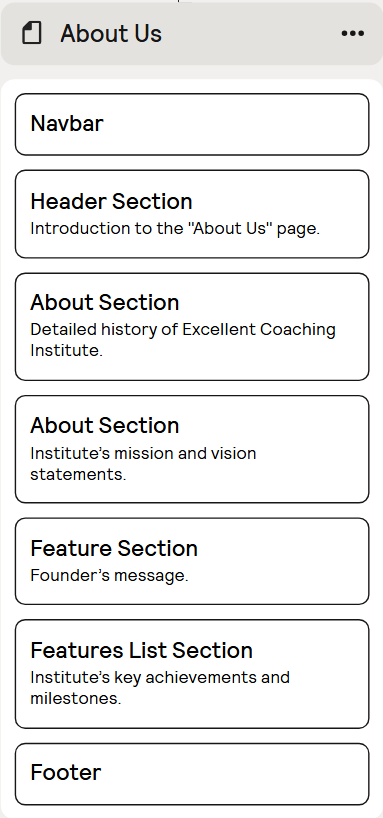 About Us
Navbar
Header Section
Introduction to the "About Us" page.
About Section
Detailed history of Excellent Coaching
Institute.
About Section
Institute’s mission and vision
statements.
Feature Section
Founder’s message.
Features List Section
Institute’s key achievements and
milestones.
Footer